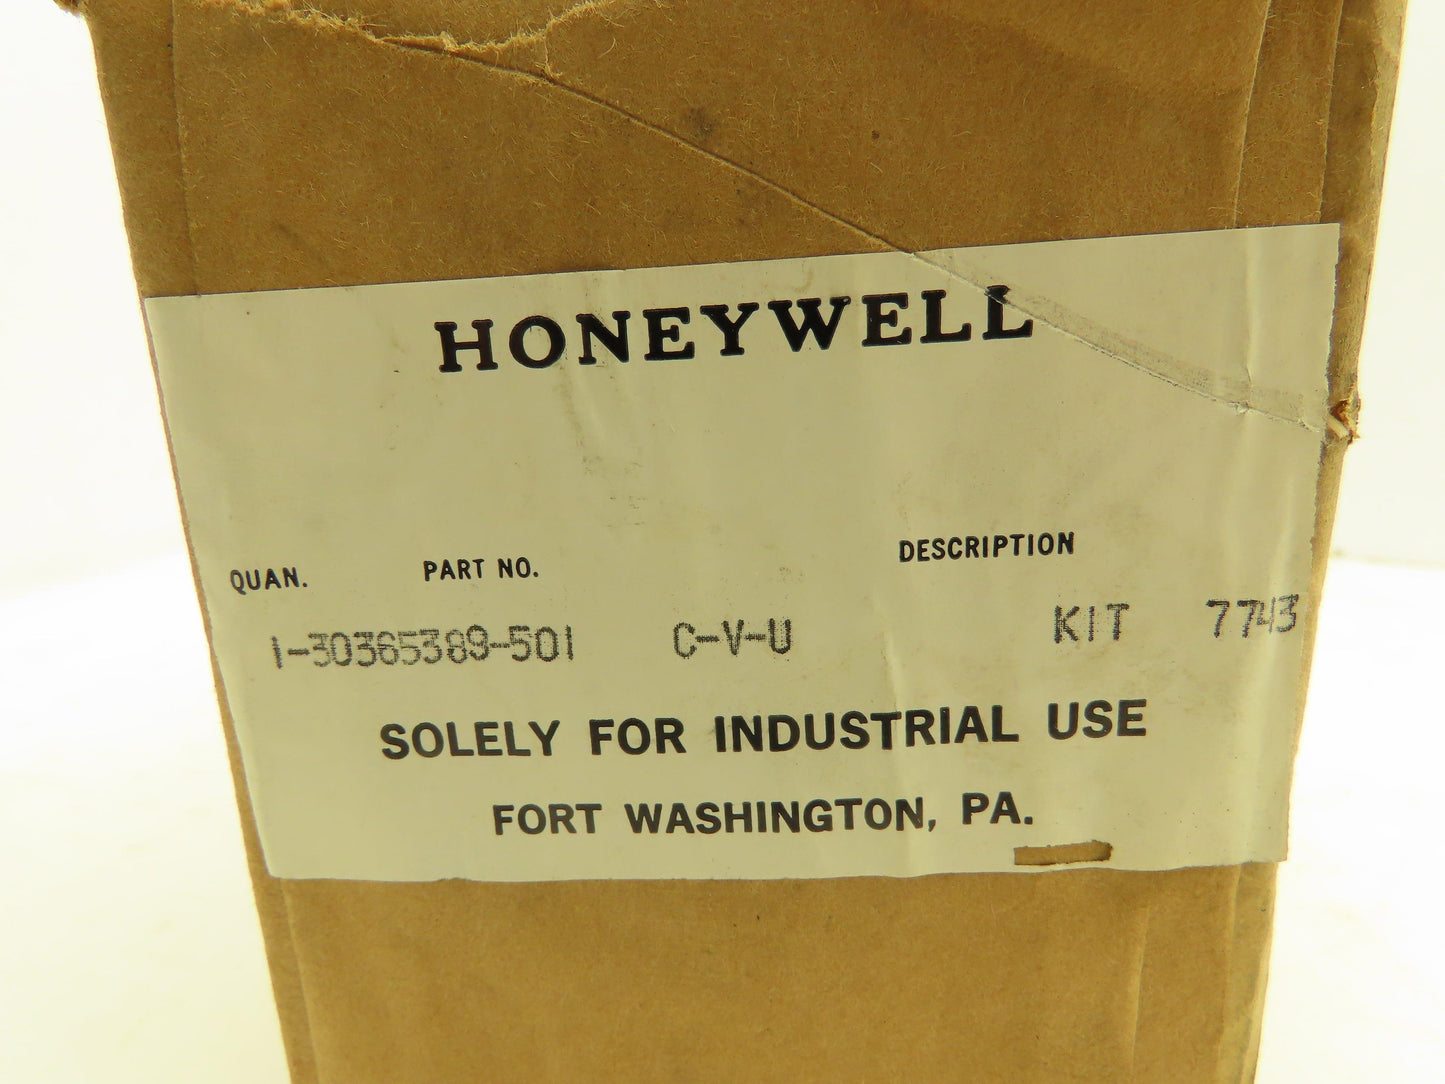 HONEYWELL
QUAN. PART NO. DESCRIPTION
1-30365389-501 C-V-U KIT 7743
SOLELY FOR INDUSTRIAL USE
FORT WASHINGTON, PA.